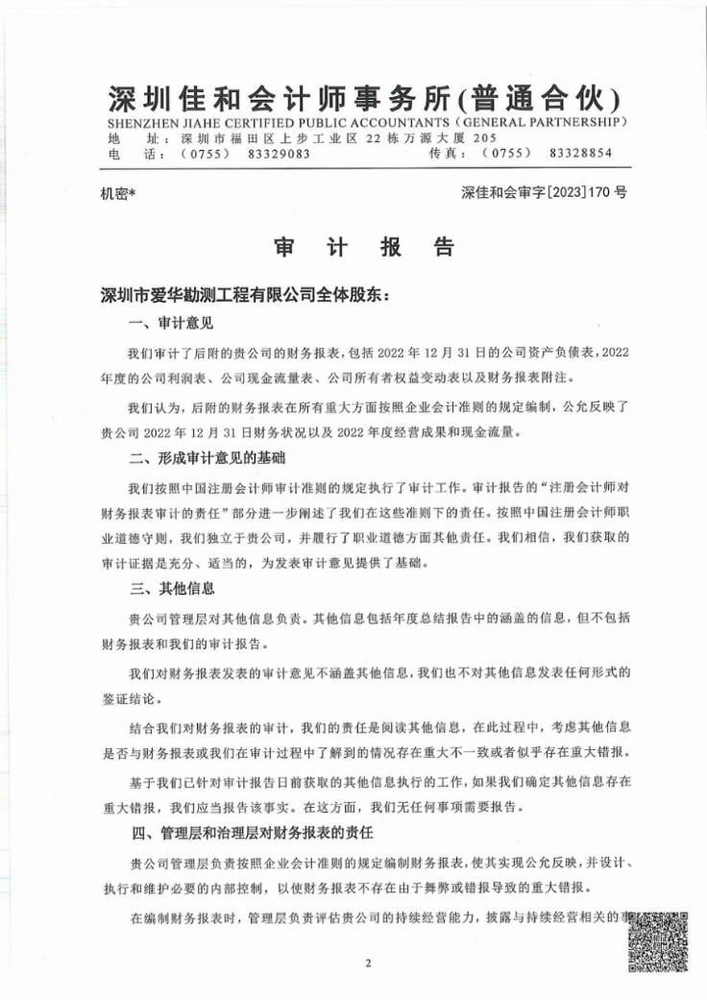 深圳佳和会计师事务所(普通合伙)
SHENZHEN JIAHE CERTIFIED PUBLIC ACCOUNTANTS (GENERAL PARTNERSHIP)
地 址：深圳市福田区上步工业区 22 栋万源大厦 205
电 话：(0755) 83329083 传真：(0755) 83328854
机密* 深佳和会审字[2023]170 号
审 计 报 告
深圳市爱华勘测工程有限公司全体股东：
一、审计意见
我们审计了后附的贵公司的财务报表，包括 2022 年 12 月 31 日的公司资产负债表，2022
年度的公司利润表、公司现金流量表、公司所有者权益变动表以及财务报表附注。
我们认为，后附的财务报表在所有重大方面按照企业会计准则的规定编制，公允反映了
贵公司 2022 年 12 月 31 日财务状况以及 2022 年度经营成果和现金流量。
二、形成审计意见的基础
我们按照中国注册会计师审计准则的规定执行了审计工作。审计报告的“注册会计师对
财务报表审计的责任”部分进一步阐述了我们在这些准则下的责任。按照中国注册会计师职
业道德守则，我们独立于贵公司，并履行了职业道德方面其他责任。我们相信，我们获取的
审计证据是充分、适当的，为发表审计意见提供了基础。
三、其他信息
贵公司管理层对其他信息负责。其他信息包括年度总结报告中的涵盖的信息，但不包括
财务报表和我们的审计报告。
我们对财务报表发表的审计意见不涵盖其他信息，我们也不对其他信息发表任何形式的
鉴证结论。
结合我们对财务报表的审计，我们的责任是阅读其他信息，在此过程中，考虑其他信息
是否与财务报表或我们在审计过程中了解到的情况存在重大不一致或者似乎存在重大错报。
基于我们已针对审计报告日前获取的其他信息执行的工作，如果我们确定其他信息存在
重大错报，我们应当报告该事实。在这方面，我们无任何事项需要报告。
四、管理层和治理层对财务报表的责任
贵公司管理层负责按照企业会计准则的规定编制财务报表，使其实现公允反映，并设计、
执行和维护必要的内部控制，以使财务报表不存在由于舞弊或错报导致的重大错报。
在编制财务报表时，管理层负责评估贵公司的持续经营能力，披露与持续经营相关的事
2